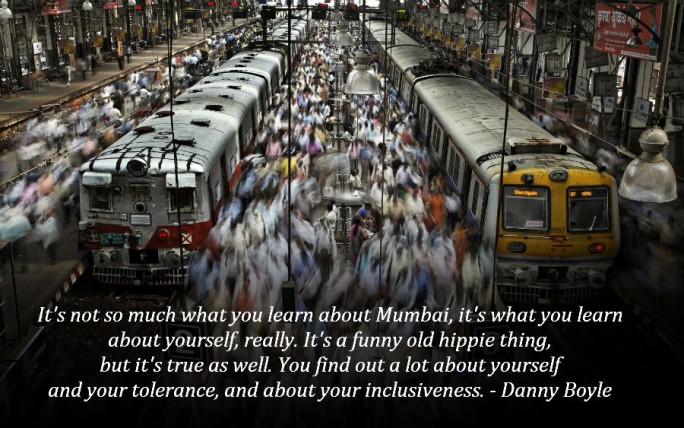 Churchgate
It's not so much what you learn about Mumbai, it's what you learn
about yourself, really. It's a funny old hippie thing,
but it's true as well. You find out a lot about yourself
and your tolerance, and about your inclusiveness. - Danny Boyle